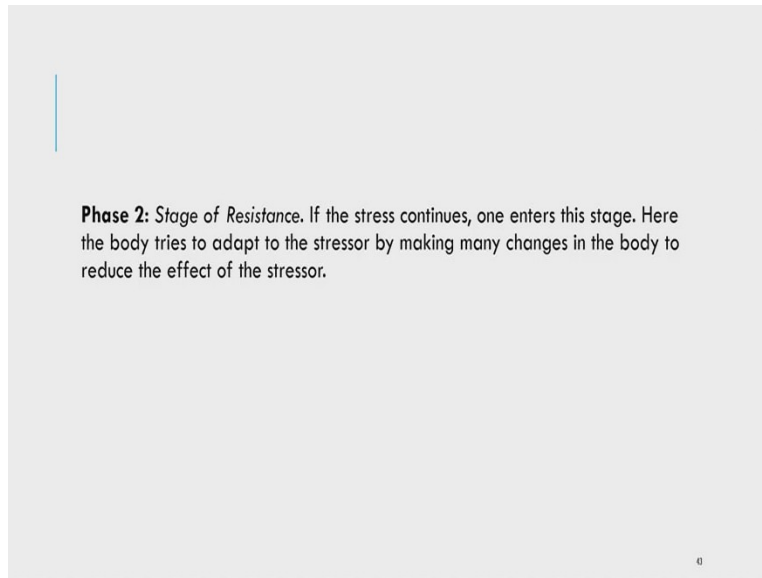 Phase 2: Stage of Resistance. If the stress continues, one enters this stage. Here
the body tries to adapt to the stressor by making many changes in the body to
reduce the effect of the stressor.